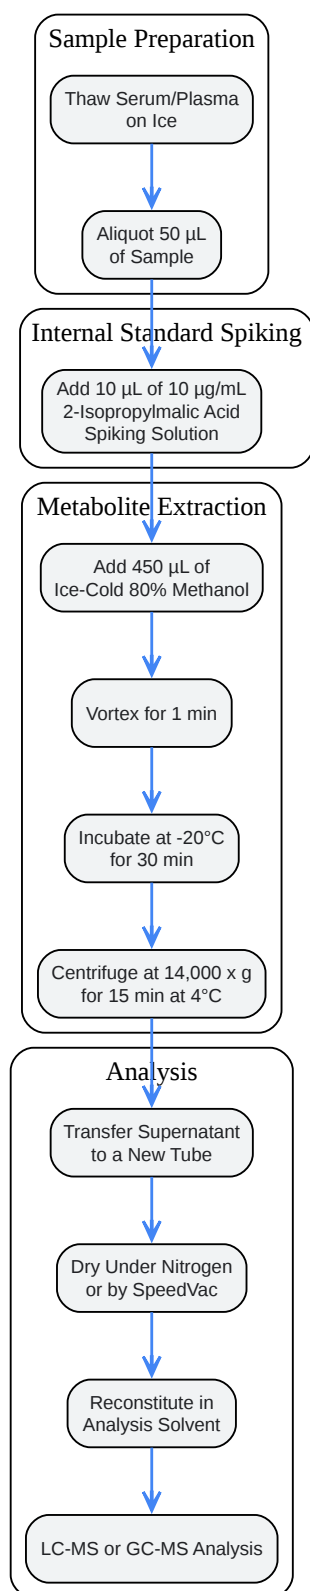 Sample Preparation
Thaw Serum/Plasma
on Ice
Aliquot 50 µL
of Sample
Internal Standard Spiking
Add 10 µL of 10 µg/mL
2-Isopropylmalic Acid
Spiking Solution
Metabolite Extraction
Add 450 µL of
Ice-Cold 80% Methanol
Vortex for 1 min
Incubate at -20°C
for 30 min
Centrifuge at 14,000 x g
for 15 min at 4°C
Analysis
Transfer Supernatant
to a New Tube
Dry Under Nitrogen
or by SpeedVac
Reconstitute in
Analysis Solvent
LC-MS or GC-MS Analysis